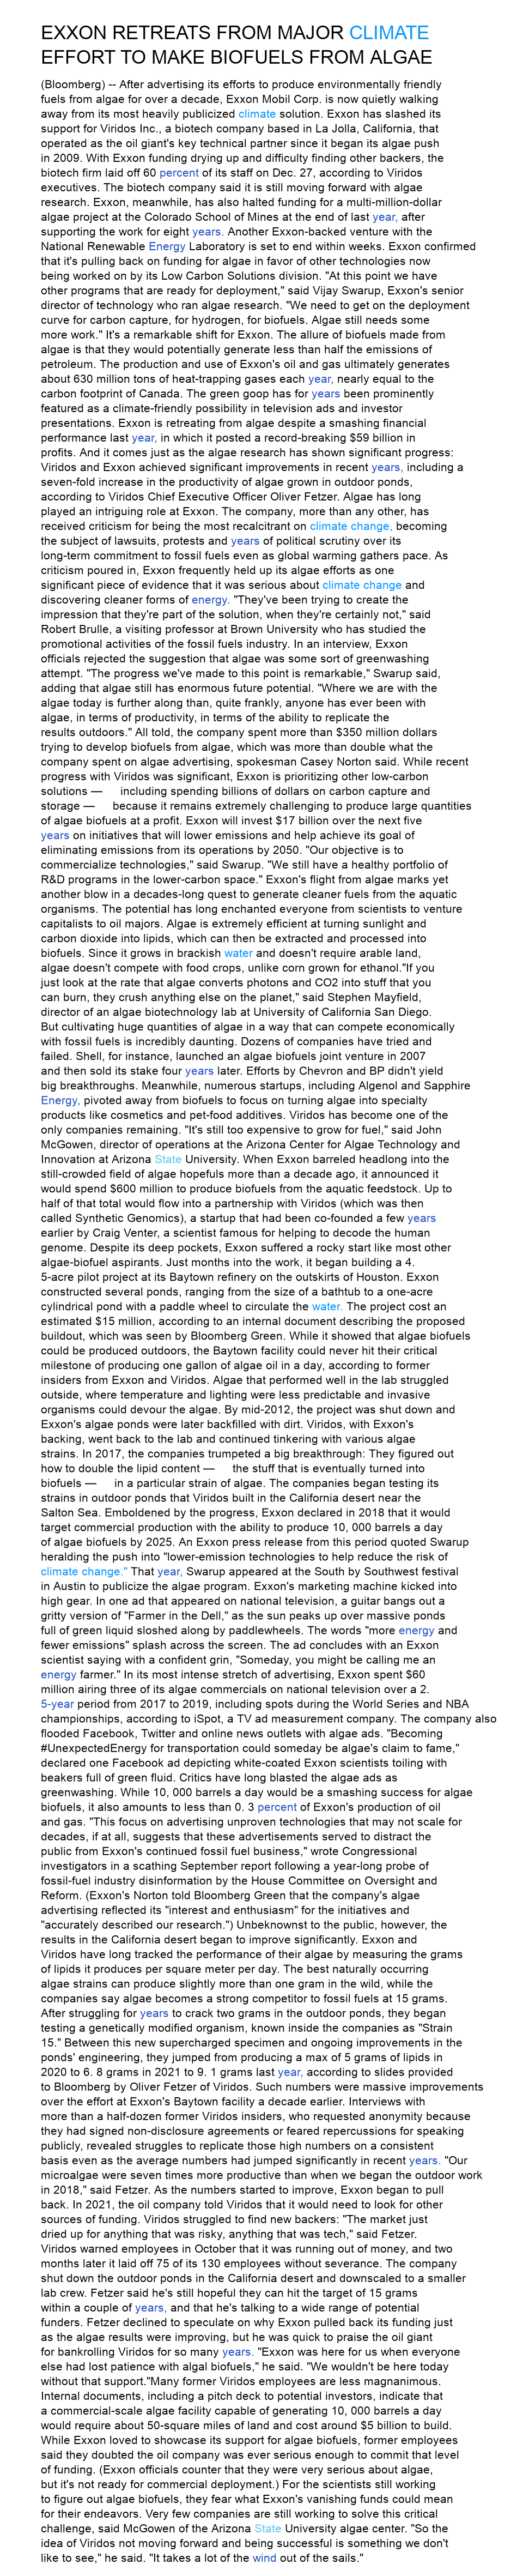 EXXON RETREATS FROM MAJOR CLIMATE
EFFORT TO MAKE BIOFUELS FROM ALGAE
(Bloomberg) -- After advertising its efforts to produce environmentally friendly
fuels from algae for over a decade, Exxon Mobil Corp. is now quietly walking
away from its most heavily publicized climate solution. Exxon has slashed its
support for Viridos Inc., a biotech company based in La Jolla, California, that
operated as the oil giant's key technical partner since it began its algae push
in 2009. With Exxon funding drying up and difficulty finding other backers, the
biotech firm laid off 60 percent of its staff on Dec. 27, according to Viridos
executives. The biotech company said it is still moving forward with algae
research. Exxon, meanwhile, has also halted funding for a multi-million-dollar
algae project at the Colorado School of Mines at the end of last year, after
supporting the work for eight years. Another Exxon-backed venture with the
National Renewable Energy Laboratory is set to end within weeks. Exxon confirmed
that it's pulling back on funding for algae in favor of other technologies now
being worked on by its Low Carbon Solutions division. "At this point we have
other programs that are ready for deployment," said Vijay Swarup, Exxon's senior
director of technology who ran algae research. "We need to get on the deployment
curve for carbon capture, for hydrogen, for biofuels. Algae still needs some
more work." It's a remarkable shift for Exxon. The allure of biofuels made from
algae is that they would potentially generate less than half the emissions of
petroleum. The production and use of Exxon's oil and gas ultimately generates
about 630 million tons of heat-trapping gases each year, nearly equal to the
carbon footprint of Canada. The green goop has for years been prominently
featured as a climate-friendly possibility in television ads and investor
presentations. Exxon is retreating from algae despite a smashing financial
performance last year, in which it posted a record-breaking $59 billion in
profits. And it comes just as the algae research has shown significant progress:
Viridos and Exxon achieved significant improvements in recent years, including a
seven-fold increase in the productivity of algae grown in outdoor ponds,
according to Viridos Chief Executive Officer Oliver Fetzer. Algae has long
played an intriguing role at Exxon. The company, more than any other, has
received criticism for being the most recalcitrant on climate change, becoming
the subject of lawsuits, protests and years of political scrutiny over its
long-term commitment to fossil fuels even as global warming gathers pace. As
criticism poured in, Exxon frequently held up its algae efforts as one
significant piece of evidence that it was serious about climate change and
discovering cleaner forms of energy. "They've been trying to create the
impression that they're part of the solution, when they're certainly not," said
Robert Brulle, a visiting professor at Brown University who has studied the
promotional activities of the fossil fuels industry. In an interview, Exxon
officials rejected the suggestion that algae was some sort of greenwashing
attempt. "The progress we've made to this point is remarkable," Swarup said,
adding that algae still has enormous future potential. "Where we are with the
algae today is further along than, quite frankly, anyone has ever been with
algae, in terms of productivity, in terms of the ability to replicate the
results outdoors." All told, the company spent more than $350 million dollars
trying to develop biofuels from algae, which was more than double what the
company spent on algae advertising, spokesman Casey Norton said. While recent
progress with Viridos was significant, Exxon is prioritizing other low-carbon
solutions — including spending billions of dollars on carbon capture and
storage — because it remains extremely challenging to produce large quantities
of algae biofuels at a profit. Exxon will invest $17 billion over the next five
years on initiatives that will lower emissions and help achieve its goal of
eliminating emissions from its operations by 2050. "Our objective is to
commercialize technologies," said Swarup. "We still have a healthy portfolio of
R&D programs in the lower-carbon space." Exxon's flight from algae marks yet
another blow in a decades-long quest to generate cleaner fuels from the aquatic
organisms. The potential has long enchanted everyone from scientists to venture
capitalists to oil majors. Algae is extremely efficient at turning sunlight and
carbon dioxide into lipids, which can then be extracted and processed into
biofuels. Since it grows in brackish water and doesn't require arable land,
algae doesn't compete with food crops, unlike corn grown for ethanol."If you
just look at the rate that algae converts photons and CO2 into stuff that you
can burn, they crush anything else on the planet," said Stephen Mayfield,
director of an algae biotechnology lab at University of California San Diego.
But cultivating huge quantities of algae in a way that can compete economically
with fossil fuels is incredibly daunting. Dozens of companies have tried and
failed. Shell, for instance, launched an algae biofuels joint venture in 2007
and then sold its stake four years later. Efforts by Chevron and BP didn't yield
big breakthroughs. Meanwhile, numerous startups, including Algenol and Sapphire
Energy, pivoted away from biofuels to focus on turning algae into specialty
products like cosmetics and pet-food additives. Viridos has become one of the
only companies remaining. "It's still too expensive to grow for fuel," said John
McGowen, director of operations at the Arizona Center for Algae Technology and
Innovation at Arizona State University. When Exxon barreled headlong into the
still-crowded field of algae hopefuls more than a decade ago, it announced it
would spend $600 million to produce biofuels from the aquatic feedstock. Up to
half of that total would flow into a partnership with Viridos (which was then
called Synthetic Genomics), a startup that had been co-founded a few years
earlier by Craig Venter, a scientist famous for helping to decode the human
genome. Despite its deep pockets, Exxon suffered a rocky start like most other
algae-biofuel aspirants. Just months into the work, it began building a 4.
5-acre pilot project at its Baytown refinery on the outskirts of Houston. Exxon
constructed several ponds, ranging from the size of a bathtub to a one-acre
cylindrical pond with a paddle wheel to circulate the water. The project cost an
estimated $15 million, according to an internal document describing the proposed
buildout, which was seen by Bloomberg Green. While it showed that algae biofuels
could be produced outdoors, the Baytown facility could never hit their critical
milestone of producing one gallon of algae oil in a day, according to former
insiders from Exxon and Viridos. Algae that performed well in the lab struggled
outside, where temperature and lighting were less predictable and invasive
organisms could devour the algae. By mid-2012, the project was shut down and
Exxon's algae ponds were later backfilled with dirt. Viridos, with Exxon's
backing, went back to the lab and continued tinkering with various algae
strains. In 2017, the companies trumpeted a big breakthrough: They figured out
how to double the lipid content — the stuff that is eventually turned into
biofuels — in a particular strain of algae. The companies began testing its
strains in outdoor ponds that Viridos built in the California desert near the
Salton Sea. Emboldened by the progress, Exxon declared in 2018 that it would
target commercial production with the ability to produce 10, 000 barrels a day
of algae biofuels by 2025. An Exxon press release from this period quoted Swarup
heralding the push into "lower-emission technologies to help reduce the risk of
climate change." That year, Swarup appeared at the South by Southwest festival
in Austin to publicize the algae program. Exxon's marketing machine kicked into
high gear. In one ad that appeared on national television, a guitar bangs out a
gritty version of "Farmer in the Dell," as the sun peaks up over massive ponds
full of green liquid sloshed along by paddlewheels. The words "more energy and
fewer emissions" splash across the screen. The ad concludes with an Exxon
scientist saying with a confident grin, "Someday, you might be calling me an
energy farmer." In its most intense stretch of advertising, Exxon spent $60
million airing three of its algae commercials on national television over a 2.
5-year period from 2017 to 2019, including spots during the World Series and NBA
championships, according to iSpot, a TV ad measurement company. The company also
flooded Facebook, Twitter and online news outlets with algae ads. "Becoming
#UnexpectedEnergy for transportation could someday be algae's claim to fame,"
declared one Facebook ad depicting white-coated Exxon scientists toiling with
beakers full of green fluid. Critics have long blasted the algae ads as
greenwashing. While 10, 000 barrels a day would be a smashing success for algae
biofuels, it also amounts to less than 0. 3 percent of Exxon's production of oil
and gas. "This focus on advertising unproven technologies that may not scale for
decades, if at all, suggests that these advertisements served to distract the
public from Exxon's continued fossil fuel business," wrote Congressional
investigators in a scathing September report following a year-long probe of
fossil-fuel industry disinformation by the House Committee on Oversight and
Reform. (Exxon's Norton told Bloomberg Green that the company's algae
advertising reflected its "interest and enthusiasm" for the initiatives and
"accurately described our research.") Unbeknownst to the public, however, the
results in the California desert began to improve significantly. Exxon and
Viridos have long tracked the performance of their algae by measuring the grams
of lipids it produces per square meter per day. The best naturally occurring
algae strains can produce slightly more than one gram in the wild, while the
companies say algae becomes a strong competitor to fossil fuels at 15 grams.
After struggling for years to crack two grams in the outdoor ponds, they began
testing a genetically modified organism, known inside the companies as "Strain
15." Between this new supercharged specimen and ongoing improvements in the
ponds' engineering, they jumped from producing a max of 5 grams of lipids in
2020 to 6. 8 grams in 2021 to 9. 1 grams last year, according to slides provided
to Bloomberg by Oliver Fetzer of Viridos. Such numbers were massive improvements
over the effort at Exxon's Baytown facility a decade earlier. Interviews with
more than a half-dozen former Viridos insiders, who requested anonymity because
they had signed non-disclosure agreements or feared repercussions for speaking
publicly, revealed struggles to replicate those high numbers on a consistent
basis even as the average numbers had jumped significantly in recent years. "Our
microalgae were seven times more productive than when we began the outdoor work
in 2018," said Fetzer. As the numbers started to improve, Exxon began to pull
back. In 2021, the oil company told Viridos that it would need to look for other
sources of funding. Viridos struggled to find new backers: "The market just
dried up for anything that was risky, anything that was tech," said Fetzer.
Viridos warned employees in October that it was running out of money, and two
months later it laid off 75 of its 130 employees without severance. The company
shut down the outdoor ponds in the California desert and downscaled to a smaller
lab crew. Fetzer said he's still hopeful they can hit the target of 15 grams
within a couple of years, and that he's talking to a wide range of potential
funders. Fetzer declined to speculate on why Exxon pulled back its funding just
as the algae results were improving, but he was quick to praise the oil giant
for bankrolling Viridos for so many years. "Exxon was here for us when everyone
else had lost patience with algal biofuels," he said. "We wouldn't be here today
without that support."Many former Viridos employees are less magnanimous.
Internal documents, including a pitch deck to potential investors, indicate that
a commercial-scale algae facility capable of generating 10, 000 barrels a day
would require about 50-square miles of land and cost around $5 billion to build.
While Exxon loved to showcase its support for algae biofuels, former employees
said they doubted the oil company was ever serious enough to commit that level
of funding. (Exxon officials counter that they were very serious about algae,
but it's not ready for commercial deployment.) For the scientists still working
to figure out algae biofuels, they fear what Exxon's vanishing funds could mean
for their endeavors. Very few companies are still working to solve this critical
challenge, said McGowen of the Arizona State University algae center. "So the
idea of Viridos not moving forward and being successful is something we don't
like to see," he said. "It takes a lot of the wind out of the sails."